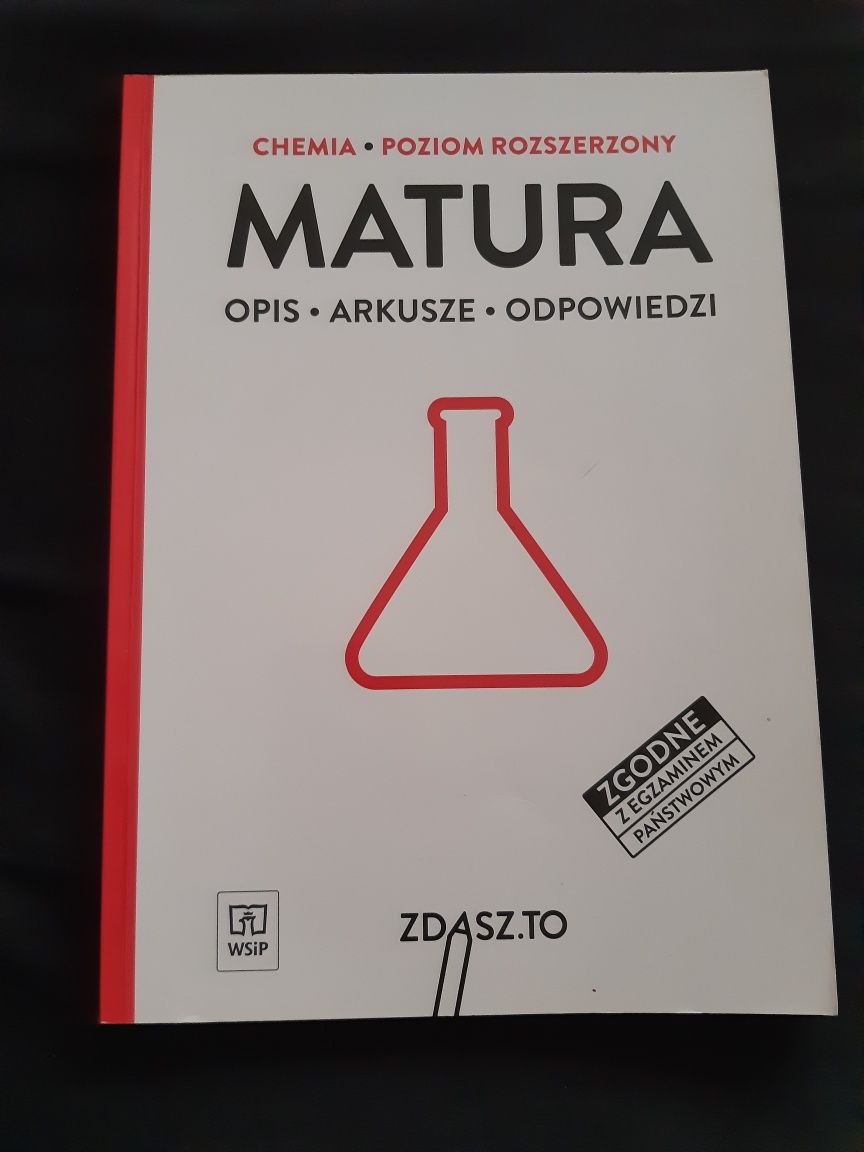 CHEMIA • POZIOM ROZSZERZONY
MATURA
OPIS • ARKUSZE • ODPOWIEDZI
ZGODNE
Z EGZAMINEM
PAŃSTWOWYM
WSiP
ZDASZ.TO